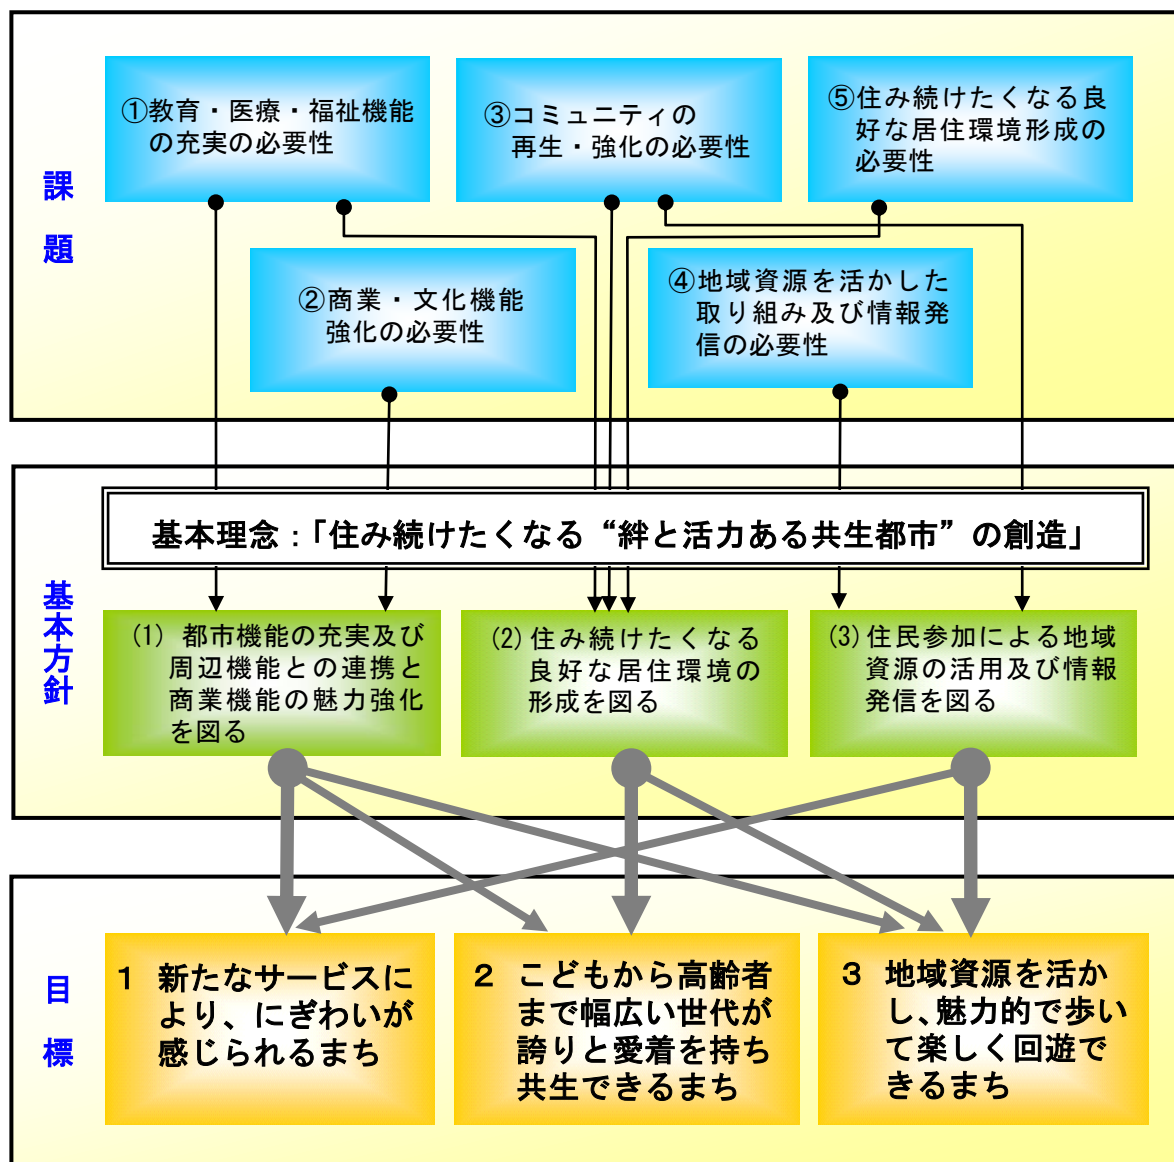 課
題
①教育・医療・福祉機能
の充実の必要性
③コミュニティの
再生・強化の必要性
⑤住み続けたくなる良
好な居住環境形成の
必要性
②商業・文化機能
強化の必要性
④地域資源を活かした
取り組み及び情報発
信の必要性
基本理念：「住み続けたくなる“絆と活力ある共生都市”の創造」
基本方針
(1) 都市機能の充実及び
周辺機能との連携と
商業機能の魅力強化
を図る
(2)住み続けたくなる
良好な居住環境の
形成を図る
(3)住民参加による地域
資源の活用及び情報
発信を図る
目
標
１ 新たなサービスに
より、にぎわいが
感じられるまち
２ こどもから高齢者
まで幅広い世代が
誇りと愛着を持ち
共生できるまち
３ 地域資源を活か
し、魅力的で歩い
て楽しく回遊で
きるまち